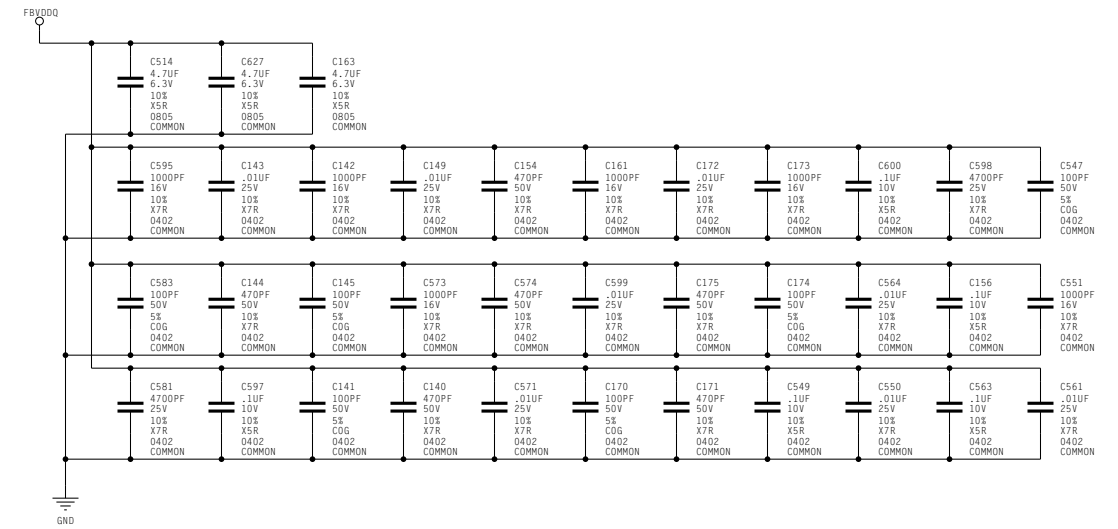 FBVDDQ
C514
4.7UF
6.3V
10%
X5R
0805
COMMON
C627
4.7UF
6.3V
10%
X5R
0805
COMMON
C163
4.7UF
6.3V
10%
X5R
0805
COMMON
C595
1000PF
16V
10%
X7R
0402
COMMON
C143
.01UF
25V
10%
X7R
0402
COMMON
C142
1000PF
16V
10%
X7R
0402
COMMON
C149
.01UF
25V
10%
X7R
0402
COMMON
C154
470PF
50V
10%
X7R
0402
COMMON
C161
1000PF
16V
10%
X7R
0402
COMMON
C172
.01UF
25V
10%
X7R
0402
COMMON
C173
1000PF
16V
10%
X7R
0402
COMMON
C600
.1UF
10V
10%
X5R
0402
COMMON
C598
4700PF
25V
10%
X7R
0402
COMMON
C547
100PF
50V
5%
C0G
0402
COMMON
C583
100PF
50V
5%
C0G
0402
COMMON
C144
470PF
50V
10%
X7R
0402
COMMON
C145
100PF
50V
5%
C0G
0402
COMMON
C573
1000PF
16V
10%
X7R
0402
COMMON
C574
470PF
50V
10%
X7R
0402
COMMON
C599
.01UF
25V
10%
X7R
0402
COMMON
C175
470PF
50V
10%
X7R
0402
COMMON
C174
100PF
50V
5%
C0G
0402
COMMON
C564
.01UF
25V
10%
X7R
0402
COMMON
C156
.1UF
10V
10%
X5R
0402
COMMON
C551
1000PF
16V
10%
X7R
0402
COMMON
C581
4700PF
25V
10%
X7R
0402
COMMON
C597
.1UF
10V
10%
X5R
0402
COMMON
C141
100PF
50V
5%
C0G
0402
COMMON
C140
470PF
50V
10%
X7R
0402
COMMON
C571
.01UF
25V
10%
X7R
0402
COMMON
C170
100PF
50V
5%
C0G
0402
COMMON
C171
470PF
50V
10%
X7R
0402
COMMON
C549
.1UF
10V
10%
X5R
0402
COMMON
C550
.01UF
25V
10%
X7R
0402
COMMON
C563
.1UF
10V
10%
X5R
0402
COMMON
C561
.01UF
25V
10%
X7R
0402
COMMON
GND